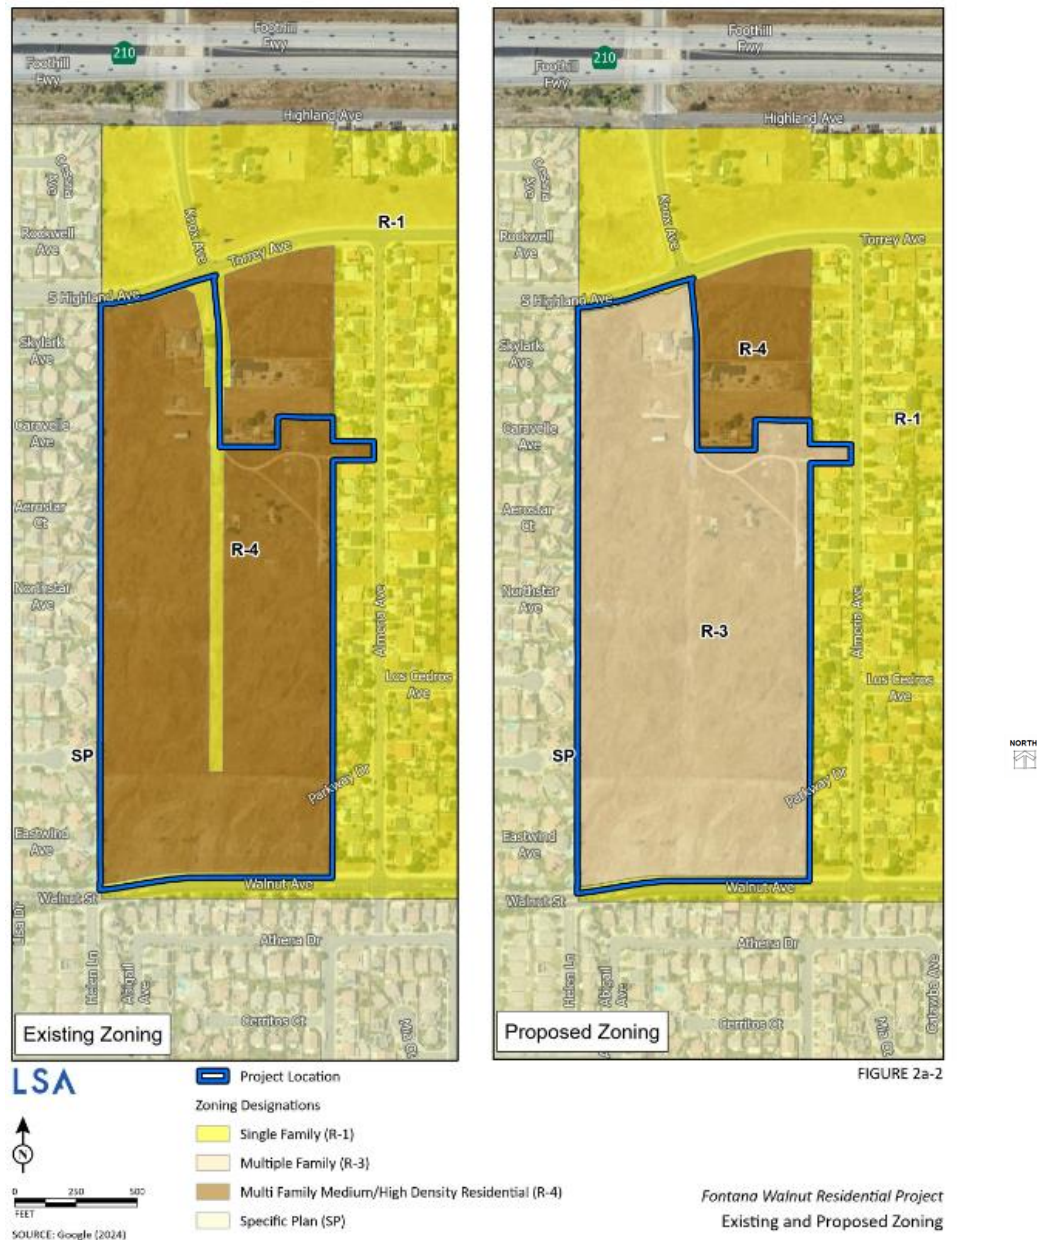 Foothill
Fwy
210
Foothill
Fwy
Highland Ave
Rockwell
Ave
Knox Ave
R-1
Torrey Ave
S Highland Ave
Skylark
Ave
Caravelle
Ave
Aerostar
Ct
R-4
Northstar
Ave
Almeria Ave
Los Cedros
Ave
SP
Parkway Dr
Eastwind
Ave
Walnut Ave
Walnut St
Lisa Dr
Athena Dr
Helen Ln
Abigail
Ave
Cerritos Ct
Existing Zoning
Foothill
Fwy
210
Foothill
Fwy
Highland Ave
Rockwell
Ave
Knox Ave
Torrey Ave
S Highland Ave
Skylark
Ave
R-4
Caravelle
Ave
R-1
Aerostar
Ct
Northstar
Ave
Almeria Ave
R-3
Los Cedros
Ave
SP
Parkway Dr
Eastwind
Ave
Walnut Ave
Walnut St
Athena Dr
Helen Ln
Abigail
Ave
Catawba Ave
Cerritos Ct
Proposed Zoning
NORTH
LSA
Project Location
FIGURE 2a-2
Zoning Designations
N
Single Family (R-1)
Multiple Family (R-3)
Multi Family Medium/High Density Residential (R-4)
Specific Plan (SP)
0 250 500
FEET
SOURCE: Google (2024)
Fontana Walnut Residential Project
Existing and Proposed Zoning